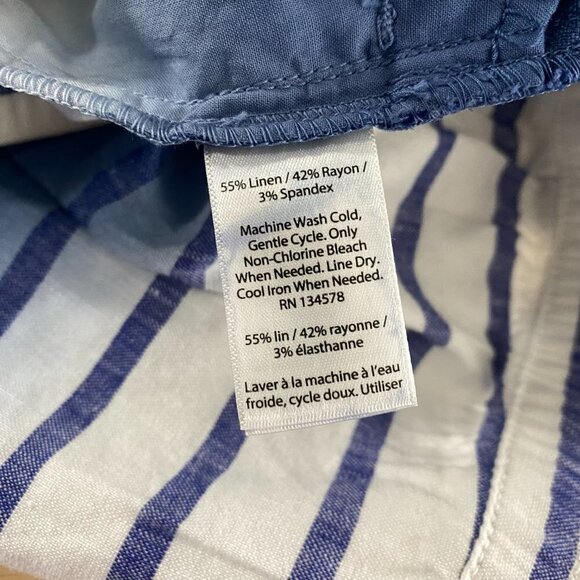 55% Linen / 42% Rayon /
3% Spandex
Machine Wash Cold,
Gentle Cycle. Only
Non-Chlorine Bleach
When Needed. Line Dry.
Cool Iron When Needed.
RN 134578
55% lin / 42% rayonne /
3% élasthanne
Laver à la machine à l'eau
froide, cycle doux. Utiliser